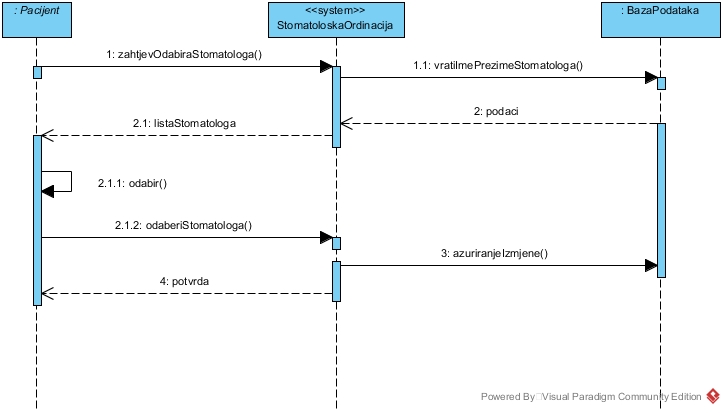 : Pacijent
<<system>>
StomatoloskaOrdinacija
: BazaPodataka
1: zahtjevOdabiraStomatologa()
1.1: vratiImePrezimeStomatologa()
2: podaci
2.1: listaStomatologa
2.1.1: odabir()
2.1.2: odaberiStomatologa()
3: azuriranjeIzmjene()
4: potvrda
Powered By Visual Paradigm Community Edition